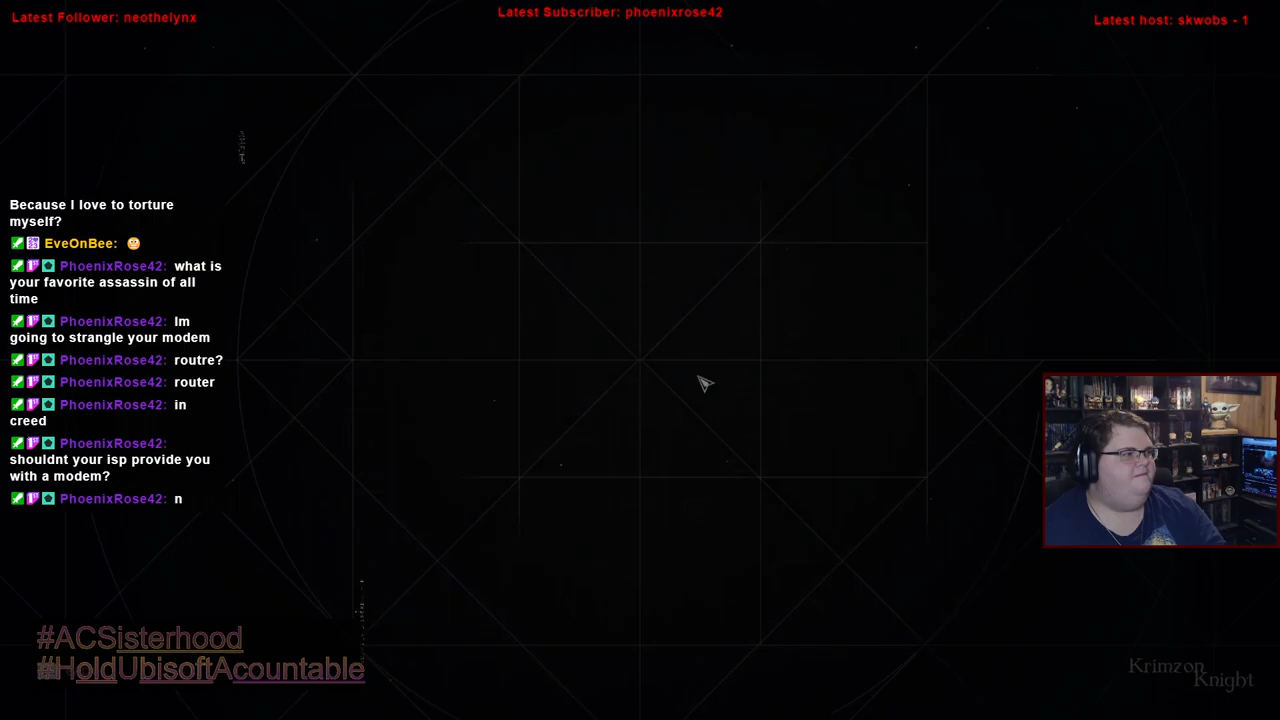 Latest Follower: neothelynx
Latest Subscriber: phoenixrose42
Latest host: skwobs - 1
Because I love to torture
myself?
EveOnBee:
PhoenixRose42: what is
your favorite assassin of all
time
PhoenixRose42: Im
going to strangle your modem
PhoenixRose42: routre?
PhoenixRose42: router
PhoenixRose42: in
creed
PhoenixRose42:
shouldnt your isp provide you
with a modem?
PhoenixRose42: n
#ACSisterhood
#HoldUbisoftAcountable
Krimzon
Knight